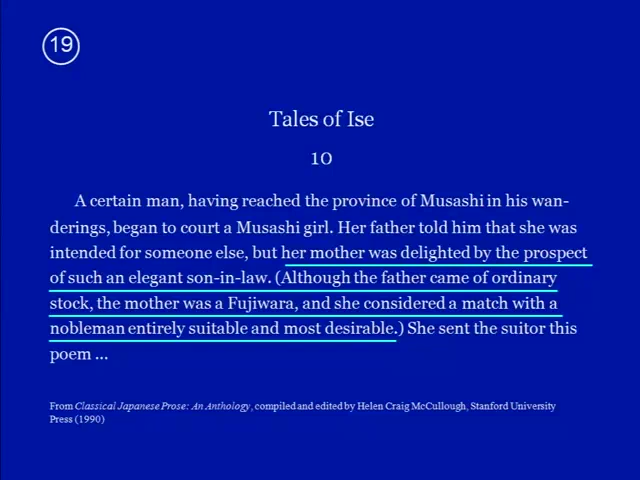 19
Tales of Ise
10
A certain man, having reached the province of Musashi in his wan-
derings, began to court a Musashi girl. Her father told him that she was
intended for someone else, but her mother was delighted by the prospect
of such an elegant son-in-law. (Although the father came of ordinary
stock, the mother was a Fujiwara, and she considered a match with a
nobleman entirely suitable and most desirable.) She sent the suitor this
poem ...
From Classical Japanese Prose: An Anthology, compiled and edited by Helen Craig McCullough, Stanford University
Press (1990)